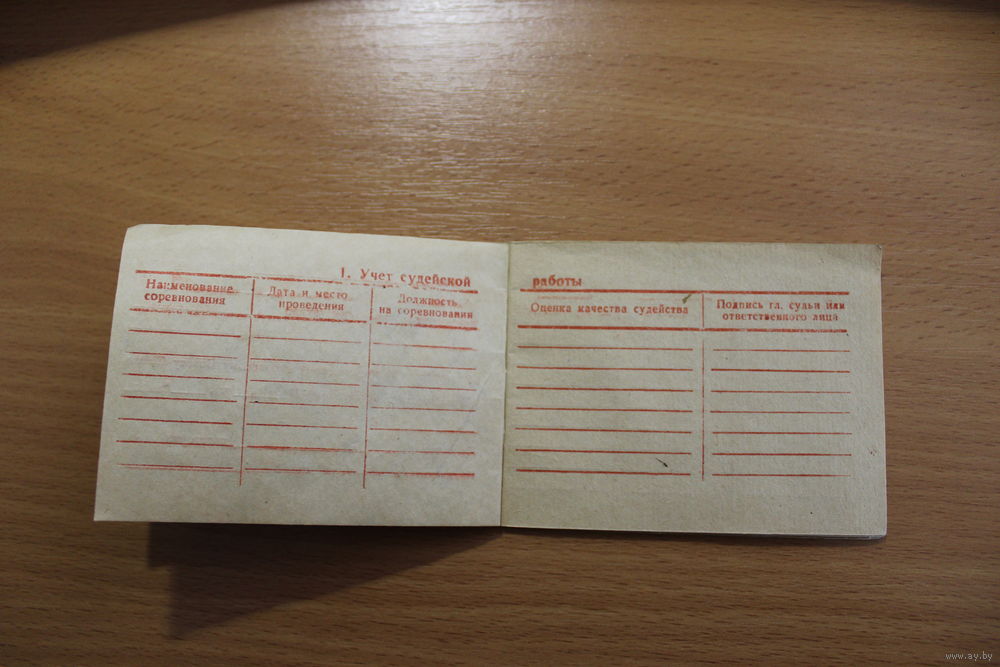 1. Учет судейской
Наименование
соревнования
Дата и место
проведения
Должность
на соревновании
работы
Оценка качества судейства
Подпись гл. судьи или
ответственного лица
www.ay.by